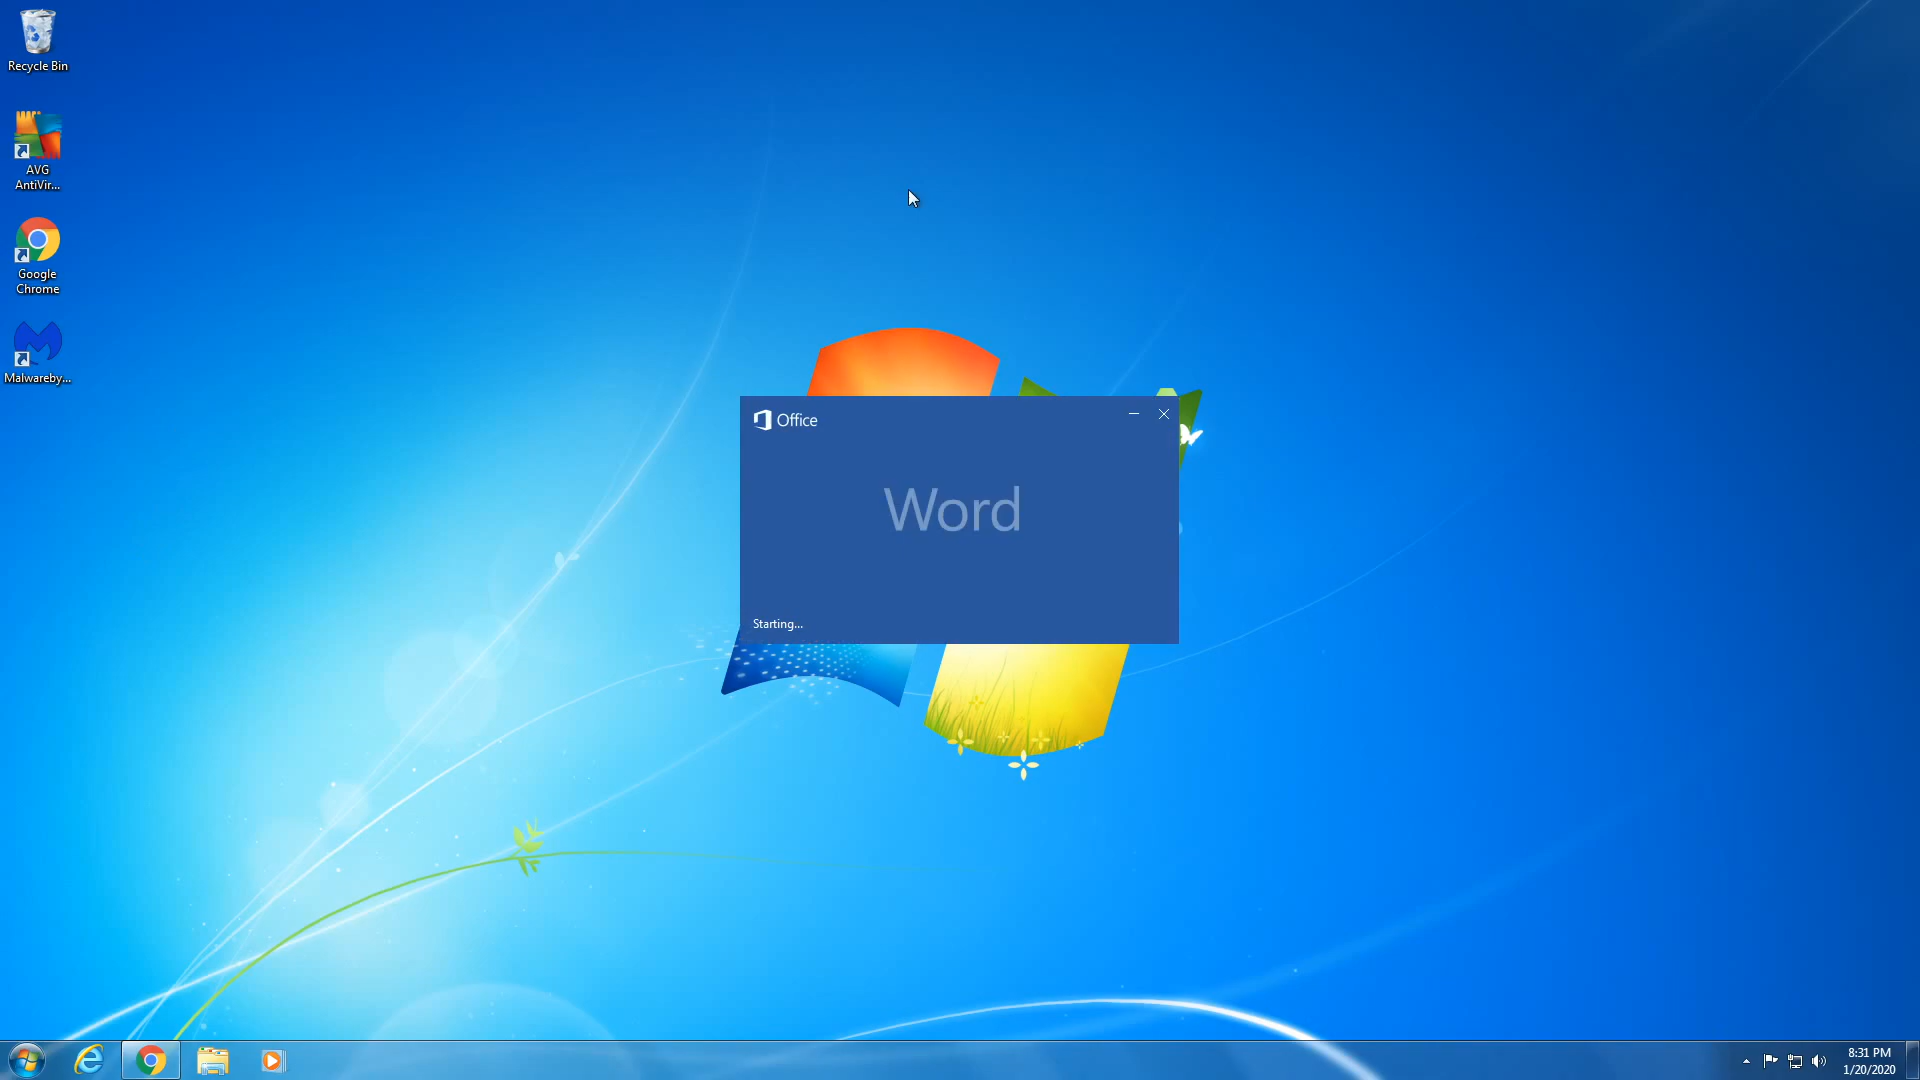 Recycle Bin
AVG
AntiVir...
Google
Chrome
Malwareby...
Office
Word
Starting...
8:31 PM
1/20/2020